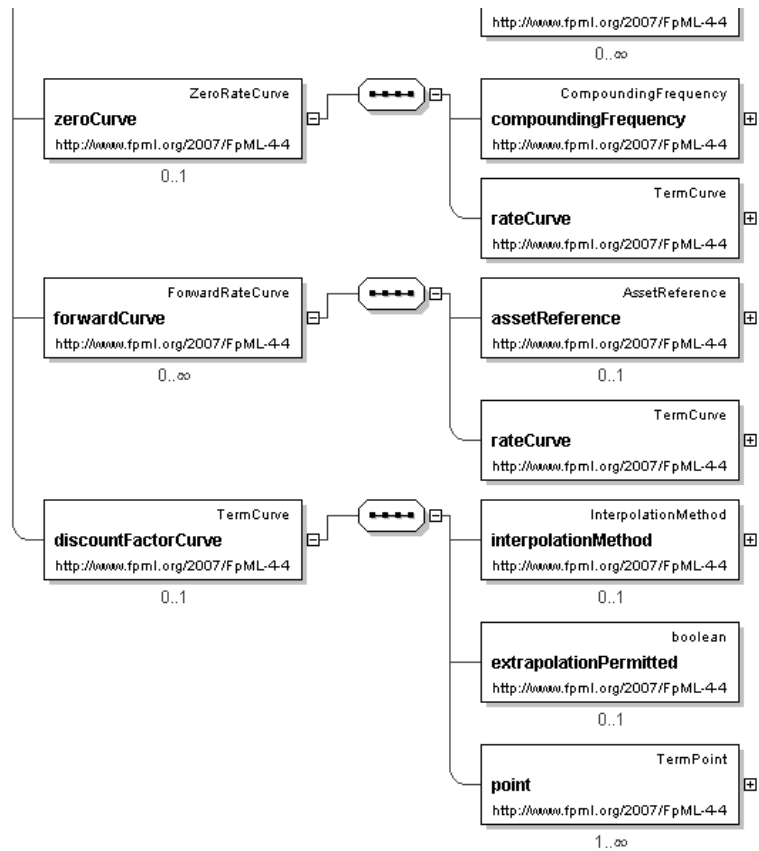 http://www.fpml.org/2007/FpML-4-4
0..∞
ZeroRateCurve
zeroCurve
http://www.fpml.org/2007/FpML-4-4
0..1
CompoundingFrequency
compoundingFrequency
http://www.fpml.org/2007/FpML-4-4
TermCurve
rateCurve
http://www.fpml.org/2007/FpML-4-4
ForwardRateCurve
forwardCurve
http://www.fpml.org/2007/FpML-4-4
0..∞
AssetReference
assetReference
http://www.fpml.org/2007/FpML-4-4
0..1
TermCurve
rateCurve
http://www.fpml.org/2007/FpML-4-4
TermCurve
discountFactorCurve
http://www.fpml.org/2007/FpML-4-4
0..1
InterpolationMethod
interpolationMethod
http://www.fpml.org/2007/FpML-4-4
0..1
boolean
extrapolationPermitted
http://www.fpml.org/2007/FpML-4-4
0..1
TermPoint
point
http://www.fpml.org/2007/FpML-4-4
1..∞